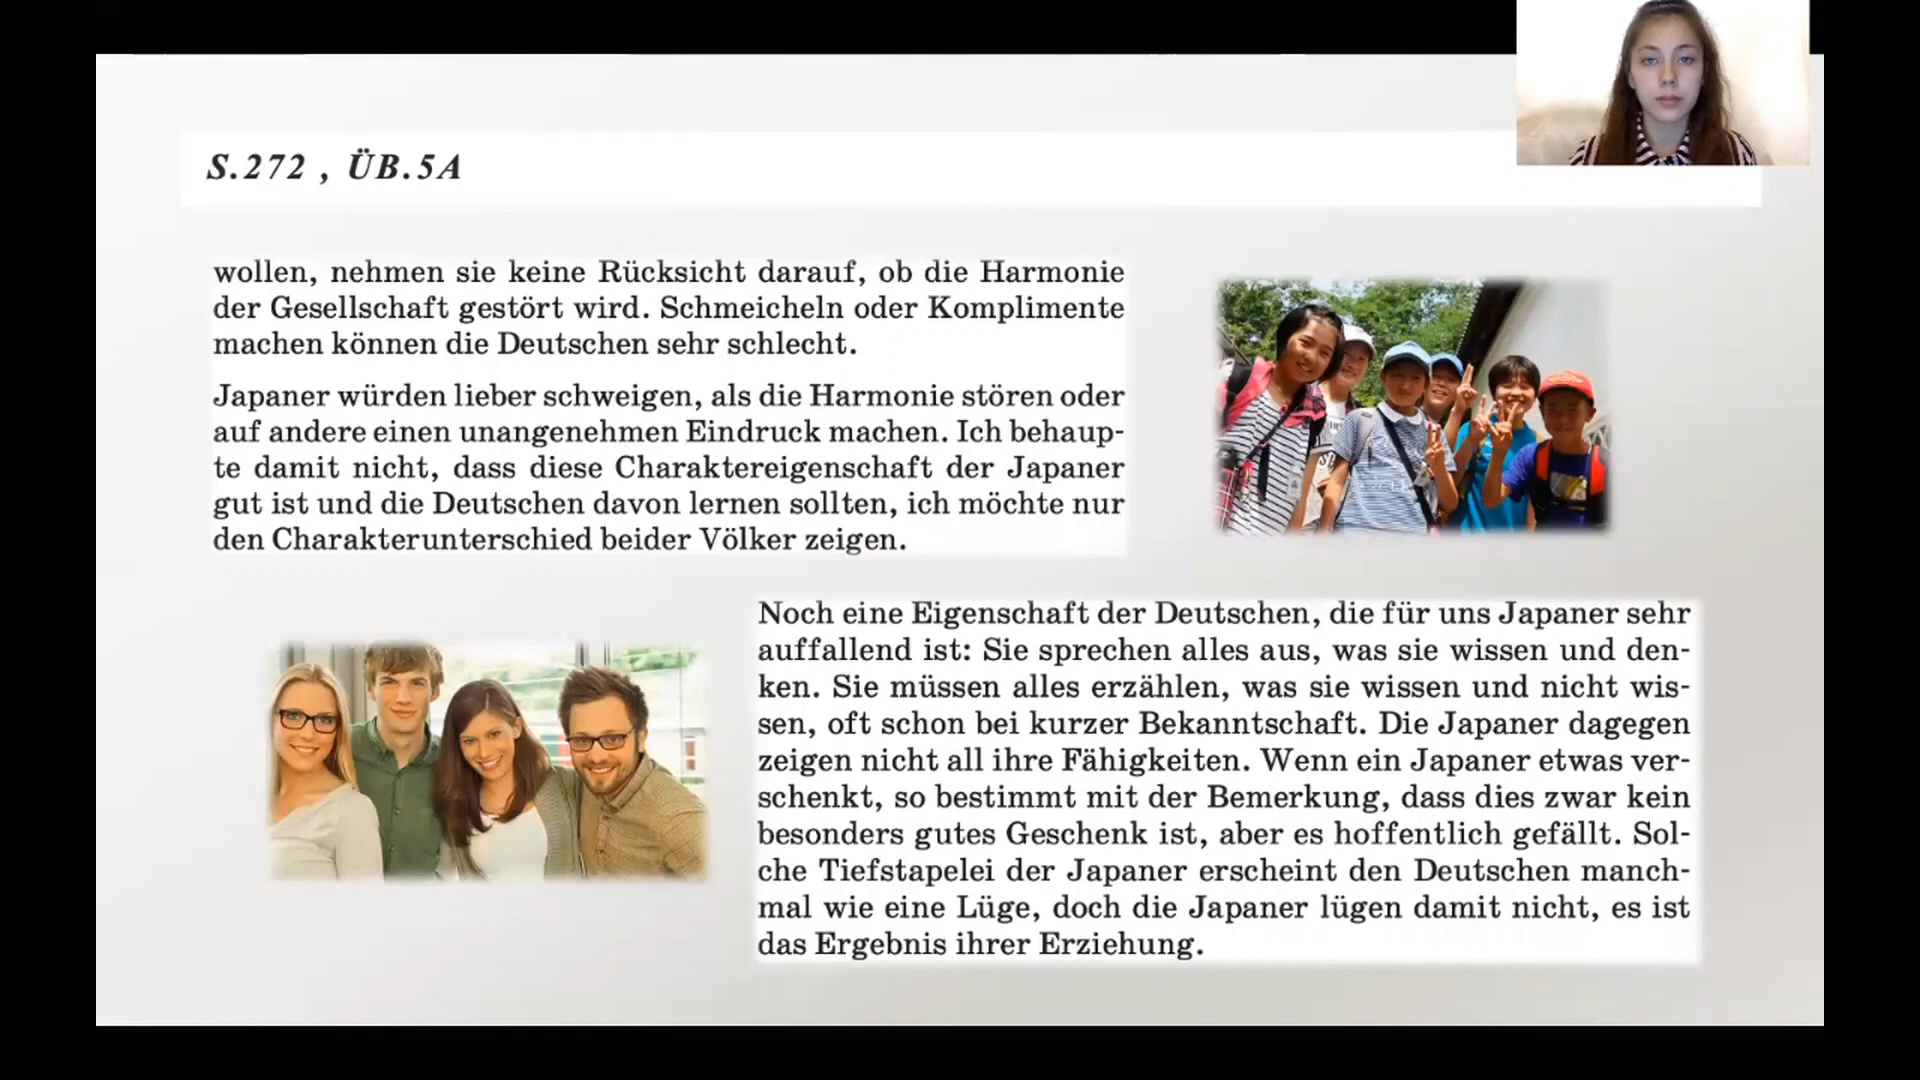 S.272 , ÜB.5A
wollen, nehmen sie keine Rücksicht darauf, ob die Harmonie
der Gesellschaft gestört wird. Schmeicheln oder Komplimente
machen können die Deutschen sehr schlecht.
Japaner würden lieber schweigen, als die Harmonie stören oder
auf andere einen unangenehmen Eindruck machen. Ich behaup-
te damit nicht, dass diese Charaktereigenschaft der Japaner
gut ist und die Deutschen davon lernen sollten, ich möchte nur
den Charakterunterschied beider Völker zeigen.
Noch eine Eigenschaft der Deutschen, die für uns Japaner sehr
auffallend ist: Sie sprechen alles aus, was sie wissen und den-
ken. Sie müssen alles erzählen, was sie wissen und nicht wis-
sen, oft schon bei kurzer Bekanntschaft. Die Japaner dagegen
zeigen nicht all ihre Fähigkeiten. Wenn ein Japaner etwas ver-
schenkt, so bestimmt mit der Bemerkung, dass dies zwar kein
besonders gutes Geschenk ist, aber es hoffentlich gefällt. Sol-
che Tiefstapelei der Japaner erscheint den Deutschen manch-
mal wie eine Lüge, doch die Japaner lügen damit nicht, es ist
das Ergebnis ihrer Erziehung.